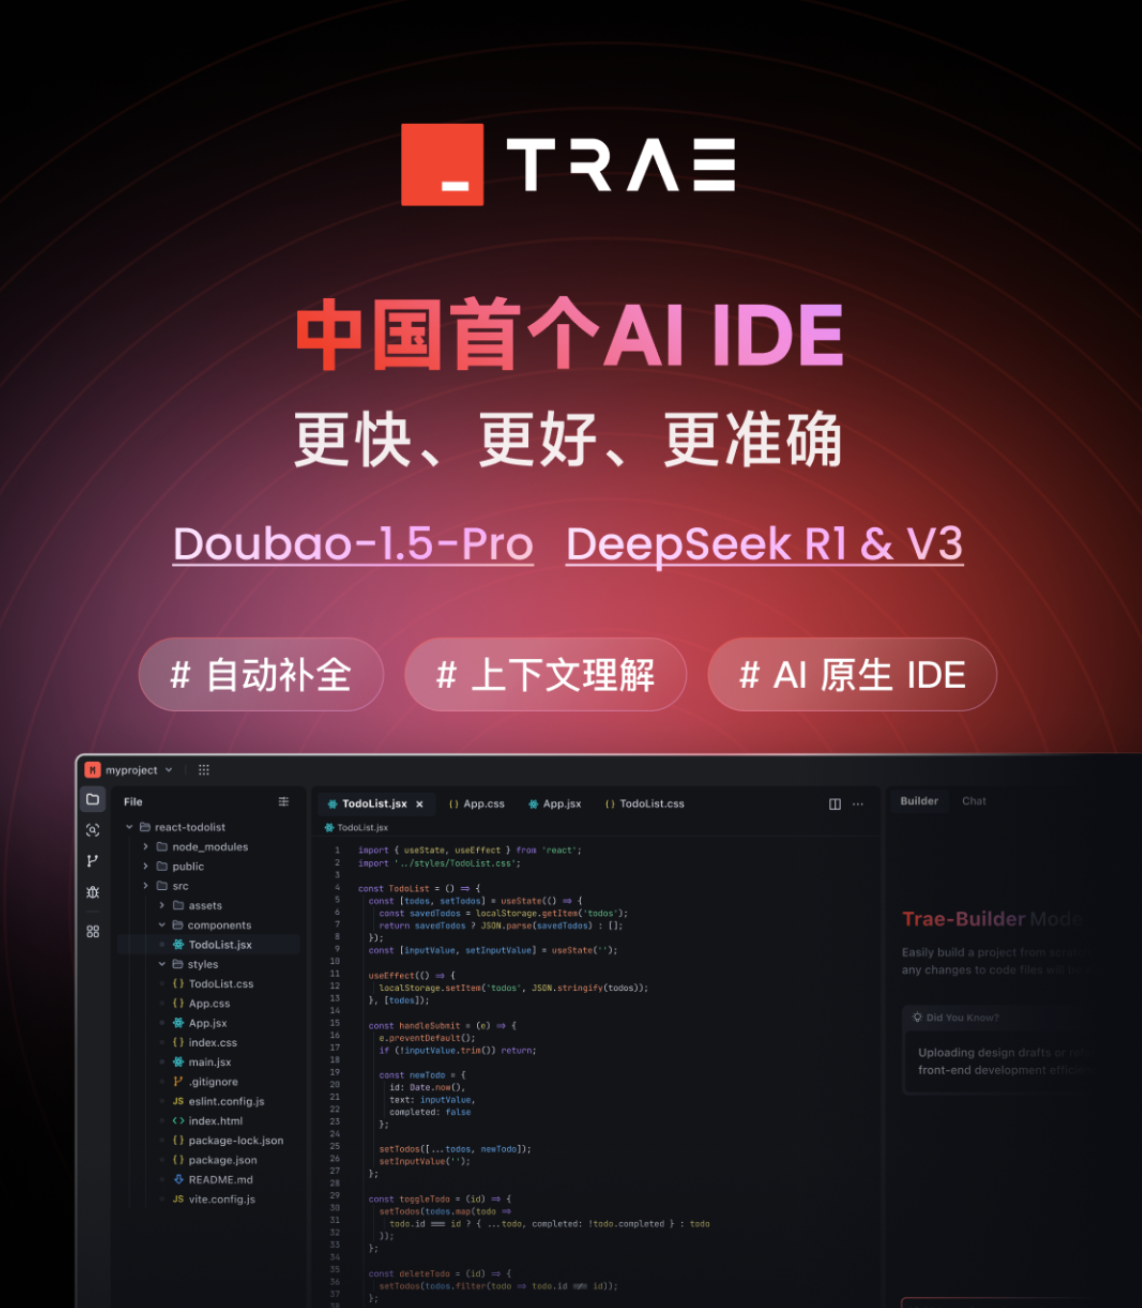 TRAE
中国首个AI IDE
更快、更好、更准确
Doubao-1.5-Pro DeepSeek R1 & V3
# 自动补全 # 上下文理解 # AI 原生 IDE
M myproject
File
react-todolist
node_modules
public
src
assets
components
TodoList.jsx
styles
TodoList.css
App.css
App.jsx
index.css
main.jsx
.gitignore
eslint.config.js
index.html
package-lock.json
package.json
README.md
vite.config.js
TodoList.jsx × App.css App.jsx TodoList.css
TodoList.jsx
1 import { useState, useEffect } from 'react';
2 import '../styles/TodoList.css';
3
4 const TodoList = () => {
5 const [todos, setTodos] = useState(() => {
6 const savedTodos = localStorage.getItem('todos');
7 return savedTodos ? JSON.parse(savedTodos) : [];
8 });
9 const [inputValue, setInputValue] = useState('');
10
11 useEffect(() => {
12 localStorage.setItem('todos', JSON.stringify(todos));
13 }, [todos]);
14
15 const handleSubmit = (e) => {
16 e.preventDefault();
17 if (!inputValue.trim()) return;
18
19 const newTodo = {
20 id: Date.now(),
21 text: inputValue,
22 completed: false
23 };
24
25 setTodos([...todos, newTodo]);
26 setInputValue('');
27 };
28
29 const toggleTodo = (id) => {
30 setTodos(todos.map(todo =>
31 todo.id === id ? { ...todo, completed: !todo.completed } : todo
32 ));
33 };
34
35 const deleteTodo = (id) => {
36 setTodos(todos.filter(todo => todo.id !== id));
37 };
38
Builder Chat
Trae-Builder Mode
Easily build a project from
any changes to code files will
Did You Know?
Uploading design drafts or
front-end development